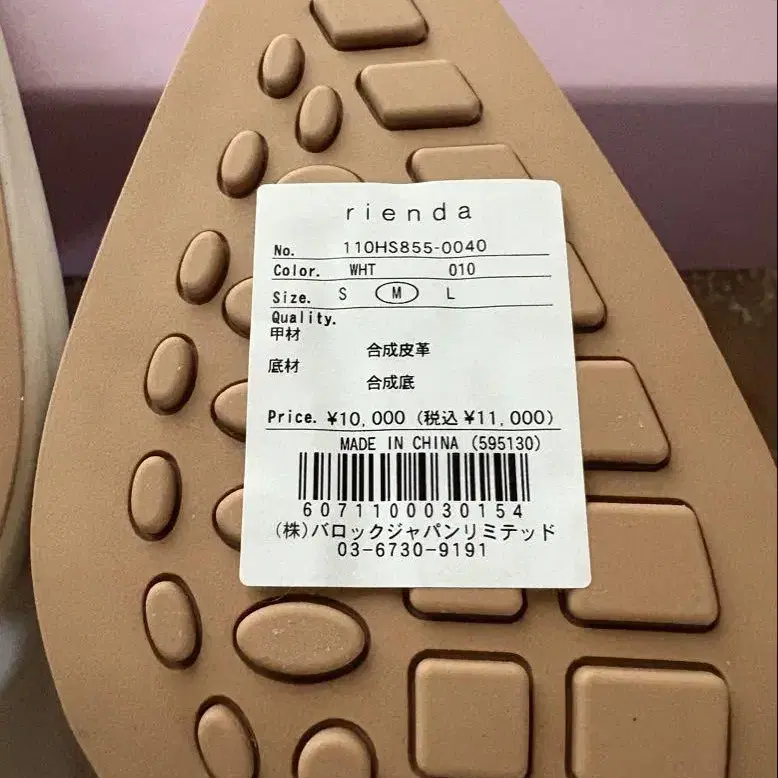 rienda
No. 110HS855-0040
Color. WHT 010
Size. S M L
Quality.
甲材
合成皮革
底材
合成底
Price. ¥10,000 (税込 ¥11,000)
MADE IN CHINA (595130)
6071100030154
(株)バロックジャパンリミテッド
03-6730-9191